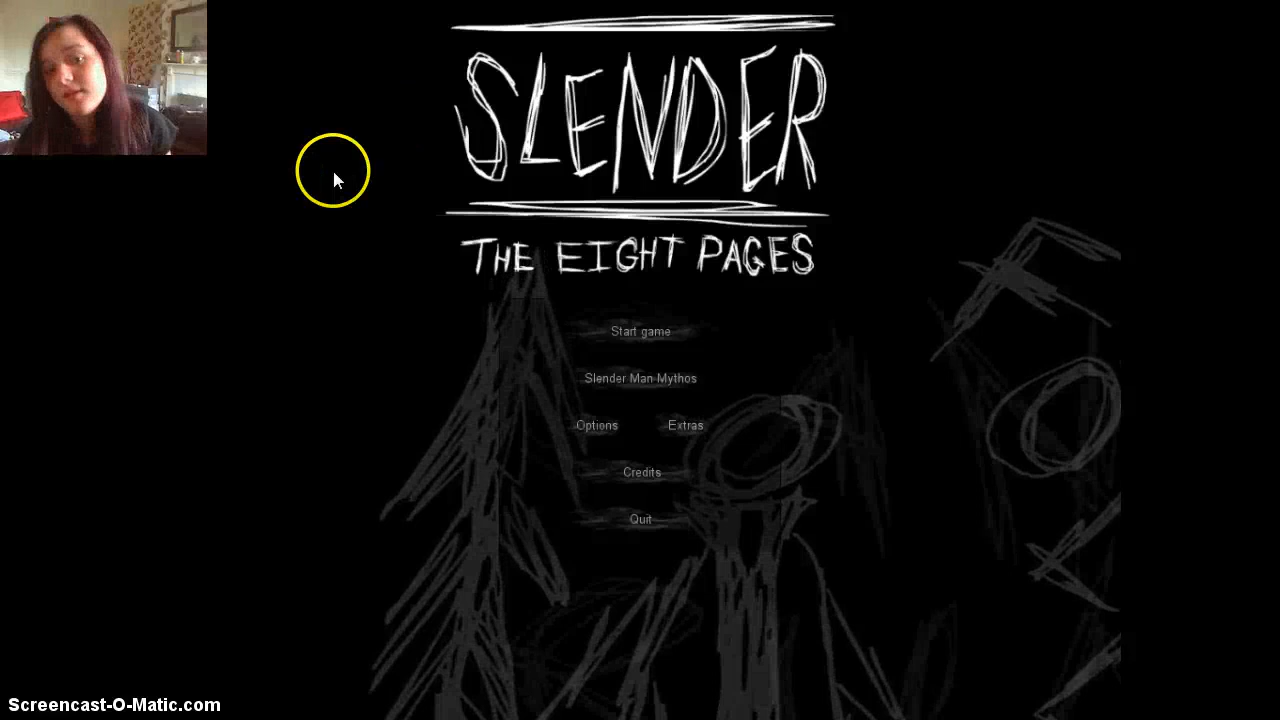 SLENDER
THE EIGHT PAGES
Start game
Slender Man Mythos
Options Extras
Credits
Quit
Screencast-O-Matic.com